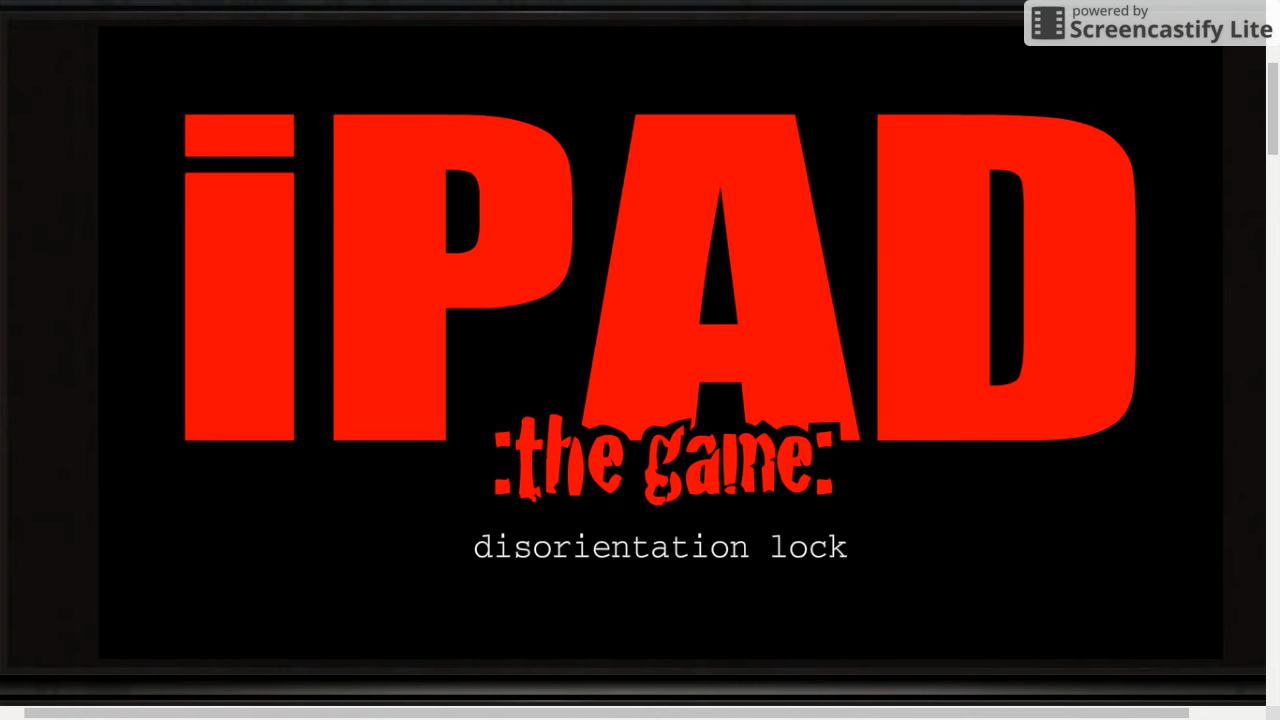 powered by
Screencastify Lite
iPAD
:the game:
disorientation lock